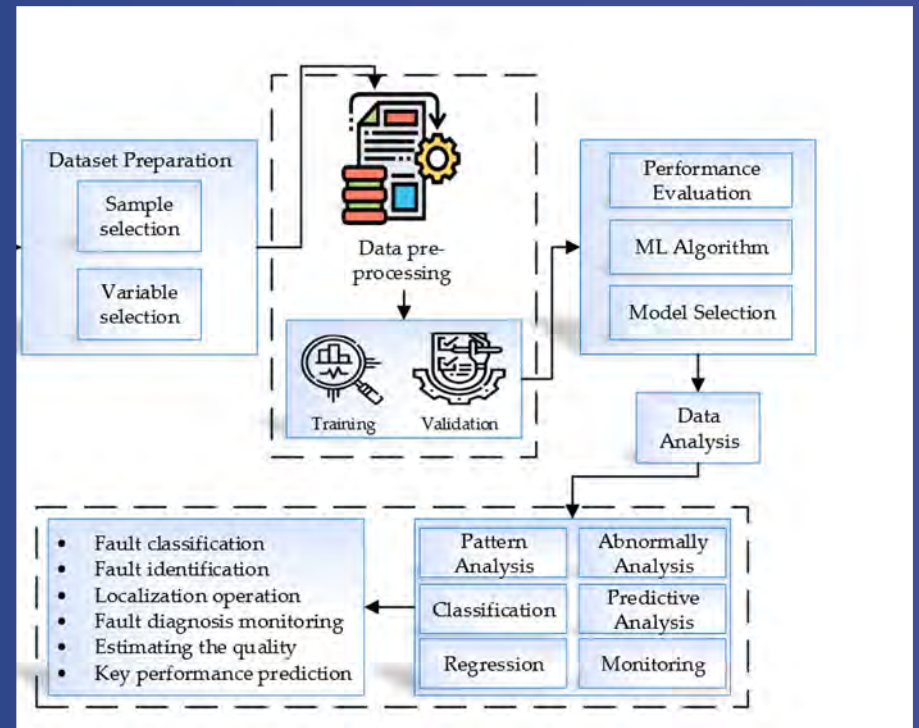 Dataset Preparation
Sample
selection
Variable
selection
Data pre-
processing
Training
Validation
Performance
Evaluation
ML Algorithm
Model Selection
Data
Analysis
Pattern
Analysis
Abnormally
Analysis
Classification
Predictive
Analysis
Regression
Monitoring
• Fault classification
• Fault identification
• Localization operation
• Fault diagnosis monitoring
• Estimating the quality
• Key performance prediction